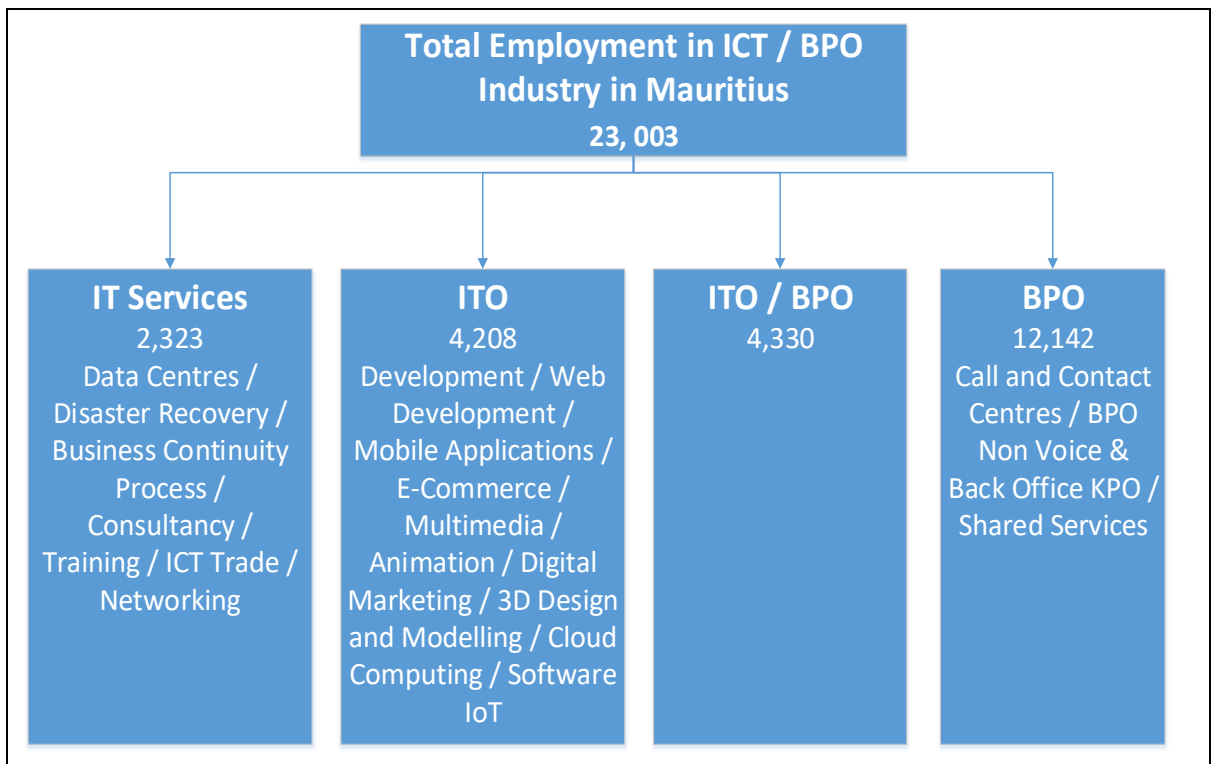 Total Employment in ICT / BPO
Industry in Mauritius
23, 003
IT Services
2,323
Data Centres /
Disaster Recovery /
Business Continuity
Process /
Consultancy /
Training / ICT Trade /
Networking
ITO
4,208
Development / Web
Development /
Mobile Applications /
E-Commerce /
Multimedia /
Animation / Digital
Marketing / 3D Design
and Modelling / Cloud
Computing / Software
IoT
ITO / BPO
4,330
BPO
12,142
Call and Contact
Centres / BPO
Non Voice &
Back Office KPO /
Shared Services